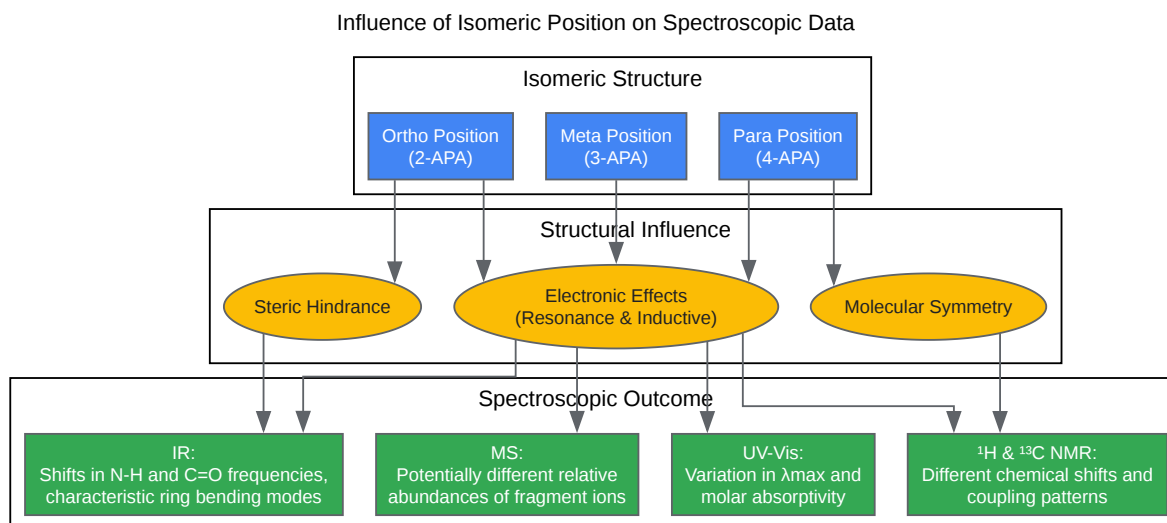 Influence of Isomeric Position on Spectroscopic Data
Isomeric Structure
Ortho Position
(2-APA)
Meta Position
(3-APA)
Para Position
(4-APA)
Structural Influence
Steric Hindrance
Electronic Effects
(Resonance & Inductive)
Molecular Symmetry
Spectroscopic Outcome
IR:
Shifts in N-H and C=O frequencies,
characteristic ring bending modes
MS:
Potentially different relative
abundances of fragment ions
UV-Vis:
Variation in λmax and
molar absorptivity
¹H & ¹³C NMR:
Different chemical shifts and
coupling patterns